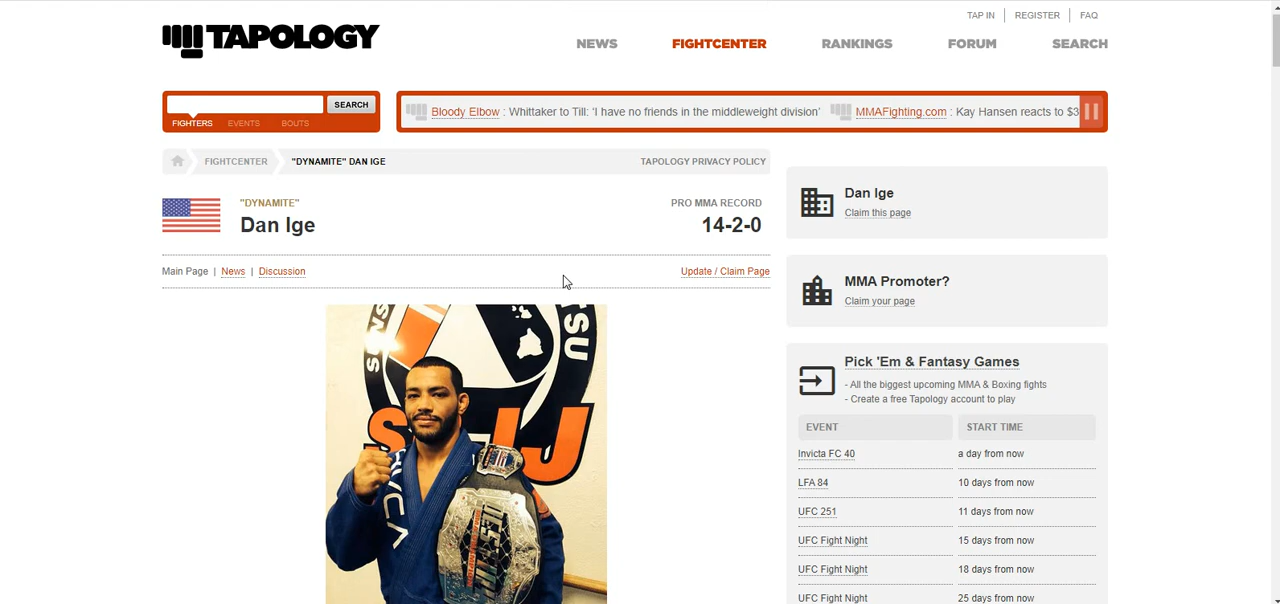 TAP IN
REGISTER
FAQ
TAPOLOGY
NEWS
FIGHTCENTER
RANKINGS
FORUM
SEARCH
SEARCH
FIGHTERS
EVENTS
BOUTS
Bloody Elbow : Whittaker to Till: 'I have no friends in the middleweight division'
MMAFighting.com : Kay Hansen reacts to $3
FIGHTCENTER
"DYNAMITE" DAN IGE
TAPOLOGY PRIVACY POLICY
"DYNAMITE"
Dan Ige
PRO MMA RECORD
14-2-0
Main Page | News | Discussion
Update / Claim Page
Dan Ige
Claim this page
MMA Promoter?
Claim your page
Pick 'Em & Fantasy Games
- All the biggest upcoming MMA & Boxing fights
- Create a free Tapology account to play
EVENT START TIME
Invicta FC 40 a day from now
LFA 84 10 days from now
UFC 251 11 days from now
UFC Fight Night 15 days from now
UFC Fight Night 18 days from now
UFC Fight Night 25 days from now